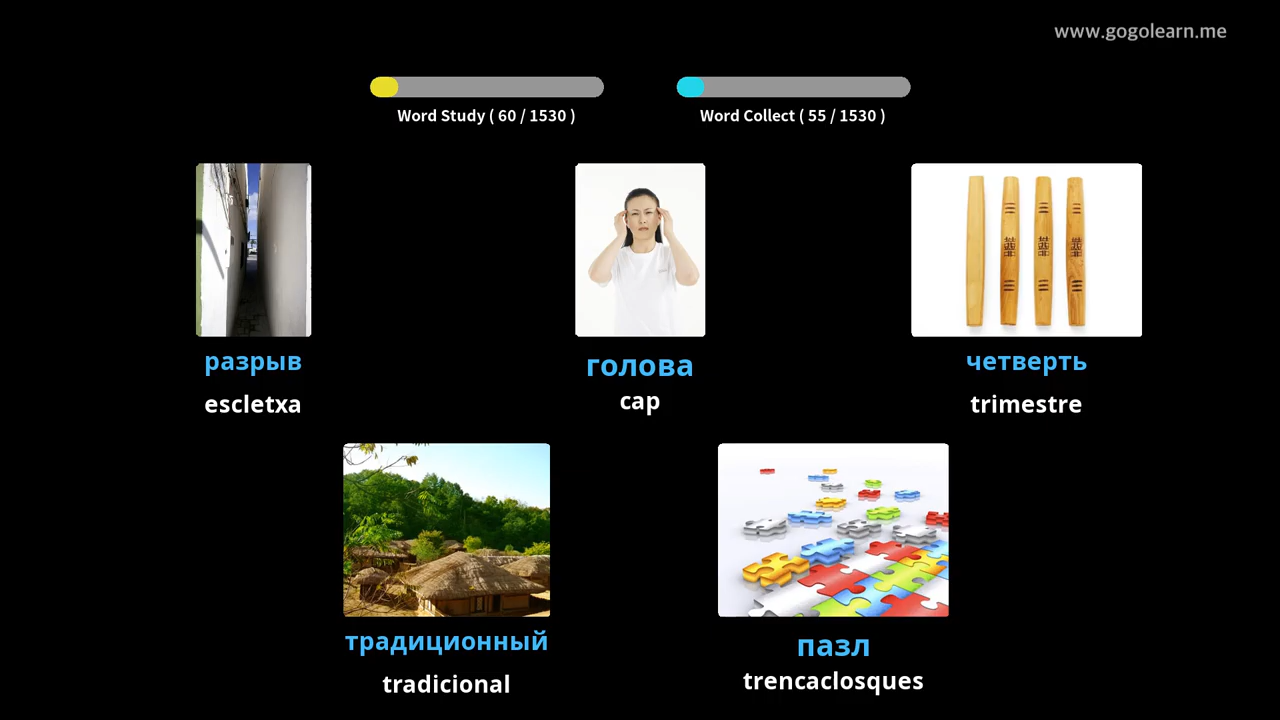 www.gogolearn.me
Word Study ( 60 / 1530 )
Word Collect ( 55 / 1530 )
разрыв
escletxa
голова
cap
четверть
trimestre
традиционный
tradicional
пазл
trencaclosques